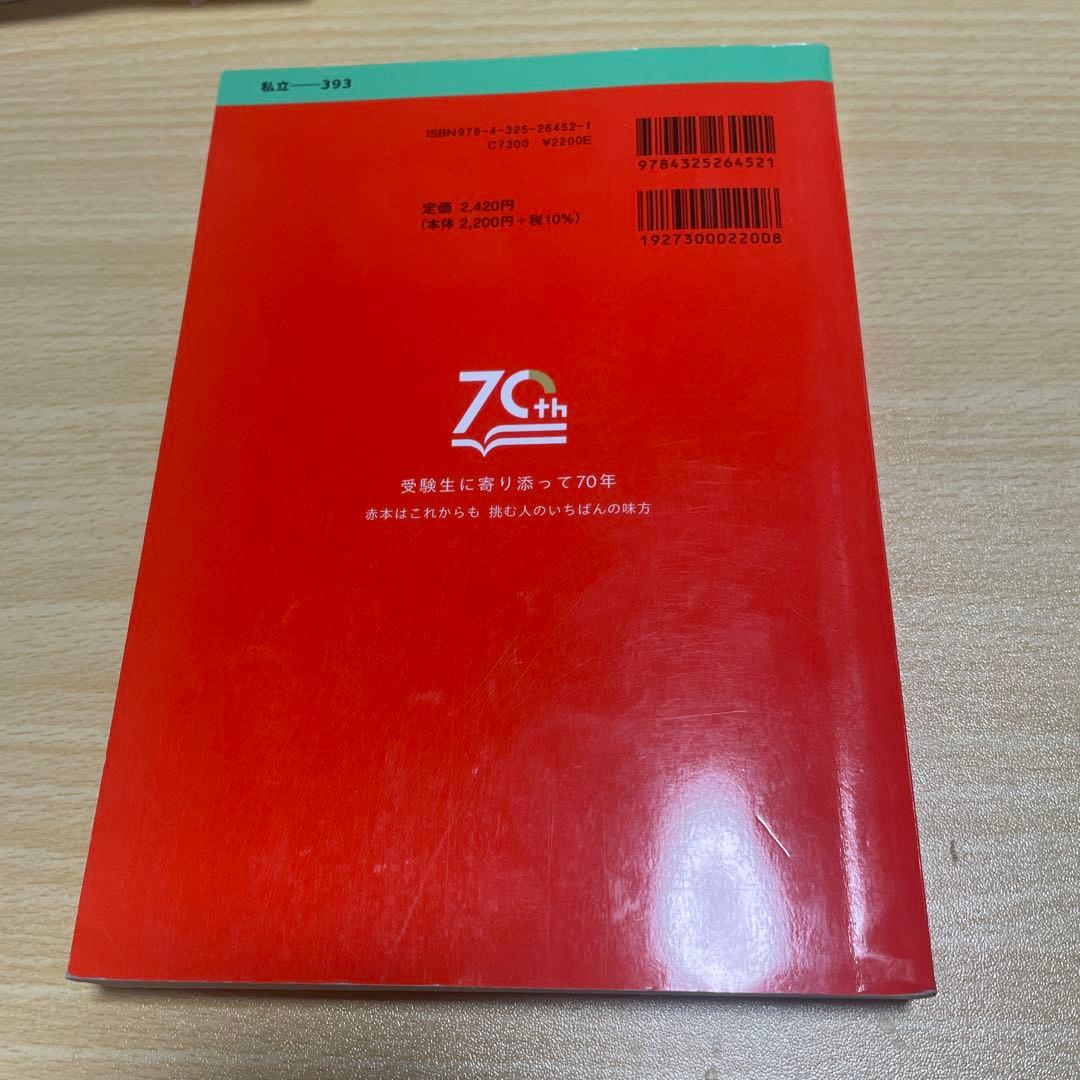 私立――393
ISBN978-4-325-26452-1
C7300 ¥2200E
9784325264521
定価 2,420円
(本体 2,200円+税10%)
1927300022008
70th
受験生に寄り添って70年
赤本はこれからも 挑む人のいちばんの味方